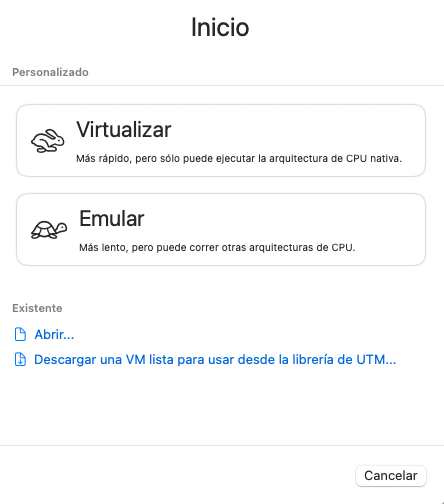 Inicio
Personalizado
Virtualizar
Más rápido, pero sólo puede ejecutar la arquitectura de CPU nativa.
Emular
Más lento, pero puede correr otras arquitecturas de CPU.
Existente
Abrir...
Descargar una VM lista para usar desde la librería de UTM...
Cancelar